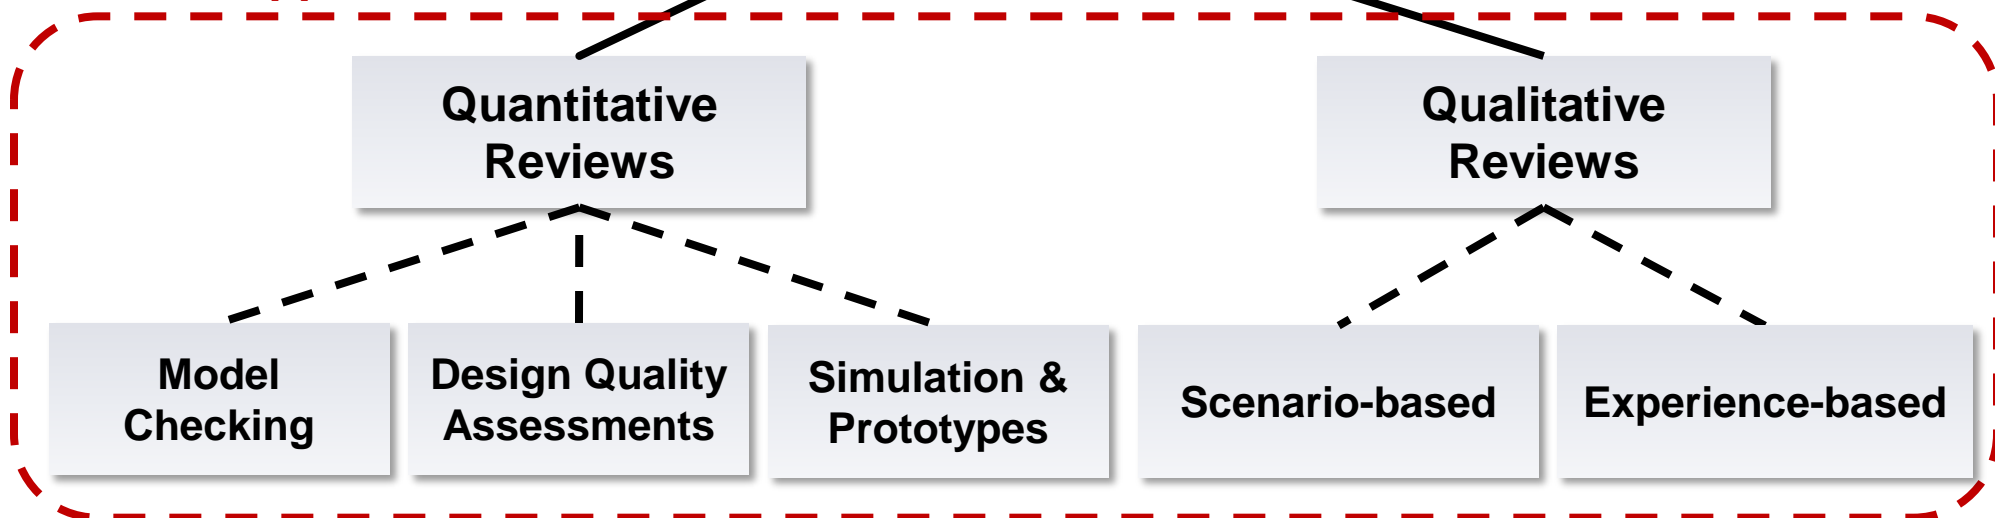 Quantitative
Reviews
Qualitative
Reviews
Model
Checking
Design Quality
Assessments
Simulation &
Prototypes
Scenario-based
Experience-based